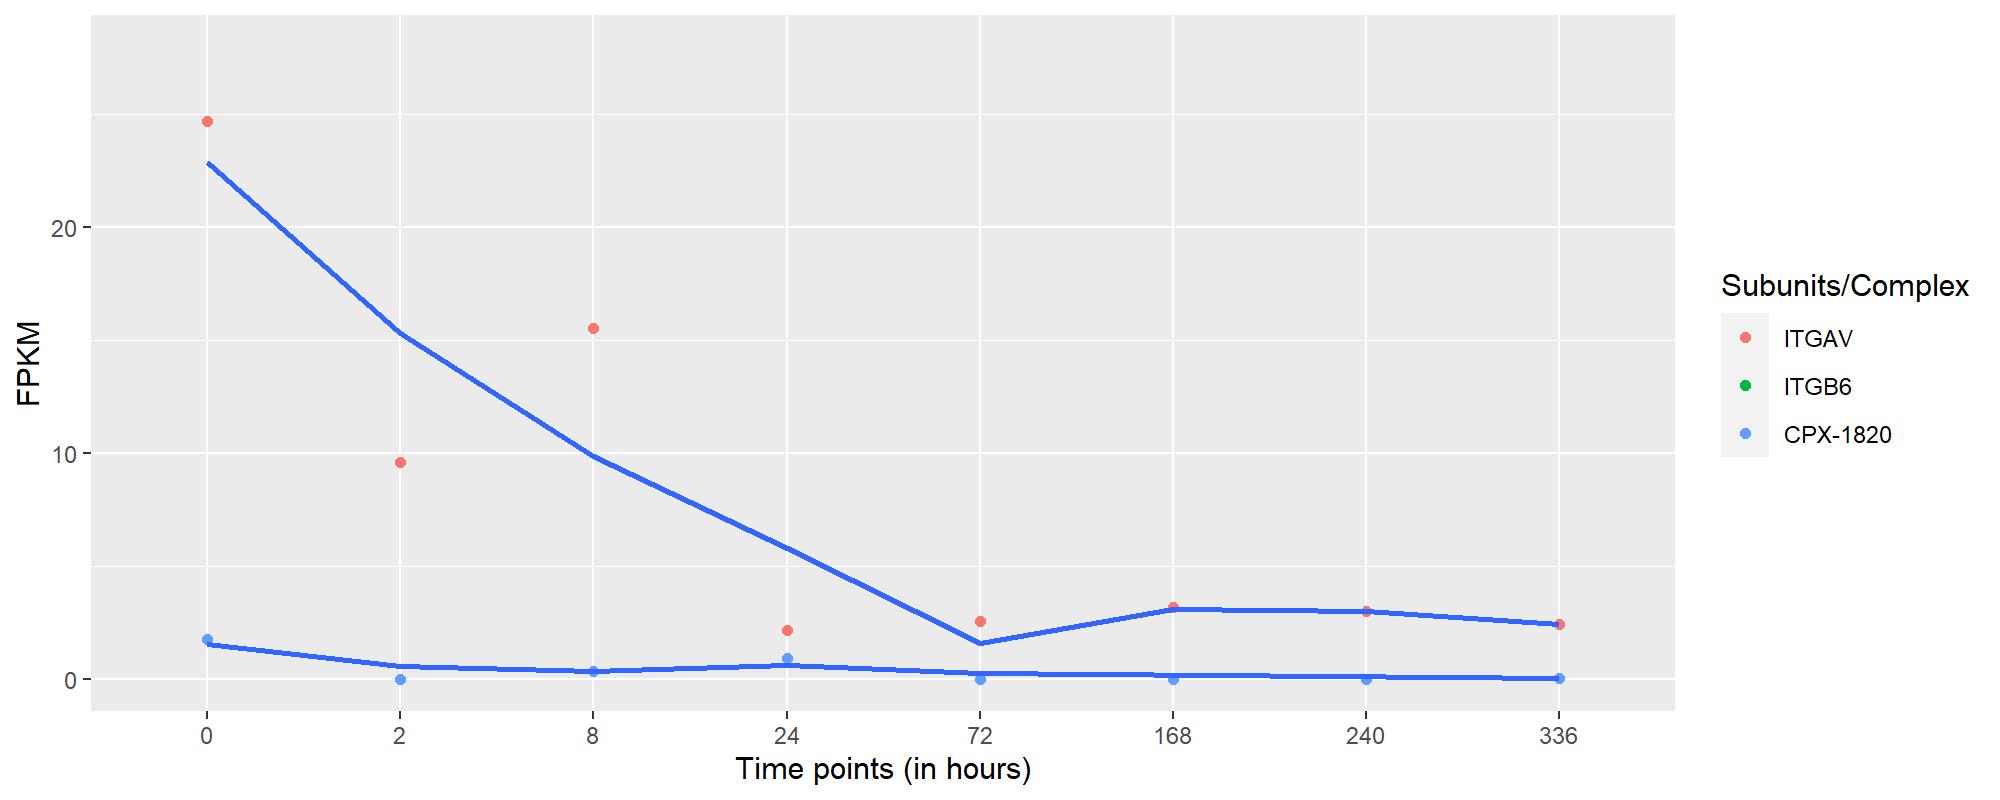 20
10
0
FPKM
0 2 8 24 72 168 240 336
Time points (in hours)
Subunits/Complex
ITGAV
ITGB6
CPX-1820